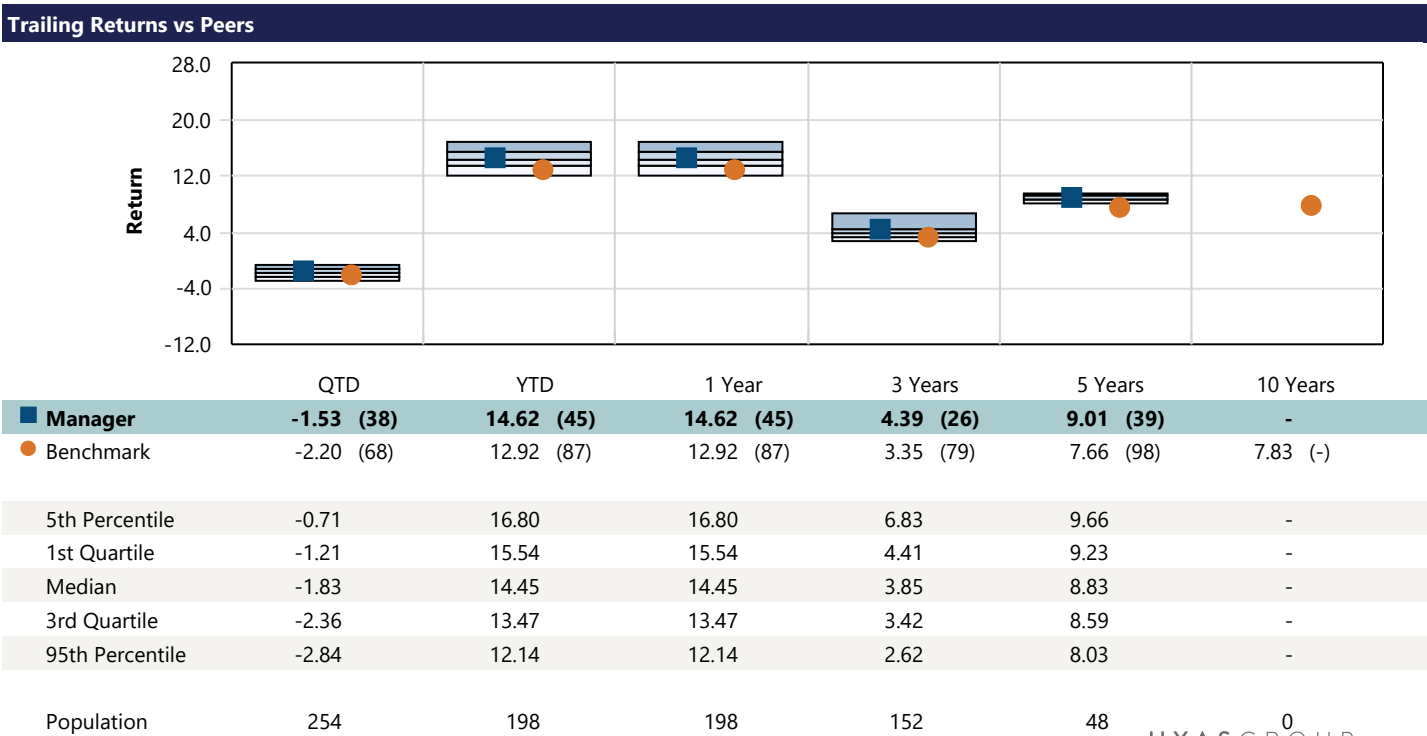 Trailing Returns vs Peers
28.0
20.0
12.0
4.0
-4.0
-12.0
Return
QTD YTD 1 Year 3 Years 5 Years 10 Years
Manager -1.53 (38) 14.62 (45) 14.62 (45) 4.39 (26) 9.01 (39) -
Benchmark -2.20 (68) 12.92 (87) 12.92 (87) 3.35 (79) 7.66 (98) 7.83 (-)
5th Percentile -0.71 16.80 16.80 6.83 9.66 -
1st Quartile -1.21 15.54 15.54 4.41 9.23 -
Median -1.83 14.45 14.45 3.85 8.83 -
3rd Quartile -2.36 13.47 13.47 3.42 8.59 -
95th Percentile -2.84 12.14 12.14 2.62 8.03 -
Population 254 198 198 152 48 0